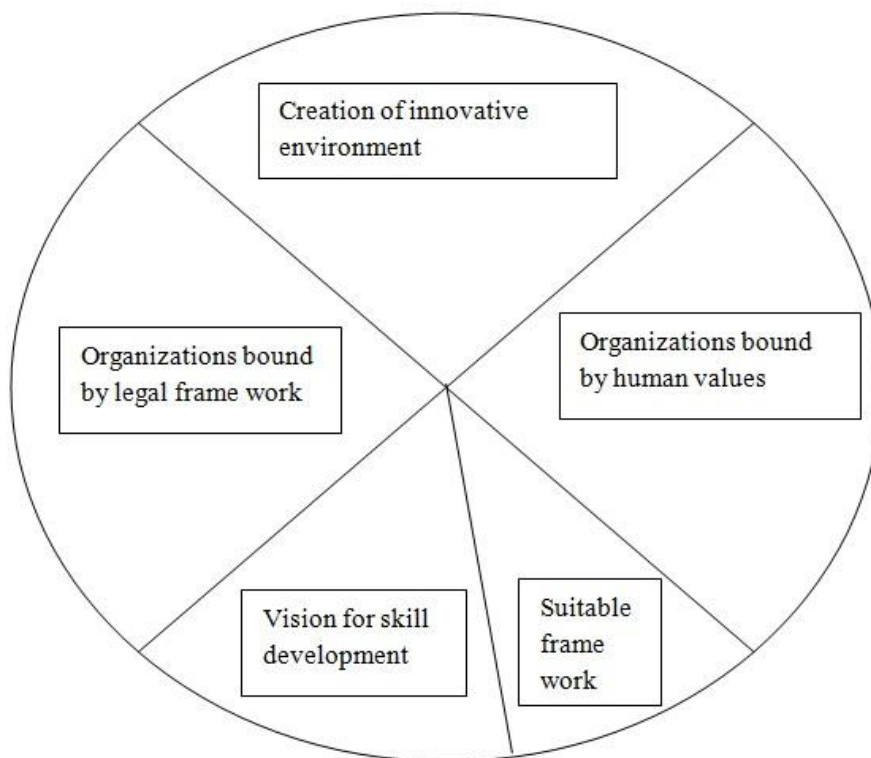 Creation of innovative
environment
Organizations bound
by legal frame work
Organizations bound
by human values
Vision for skill
development
Suitable
frame
work